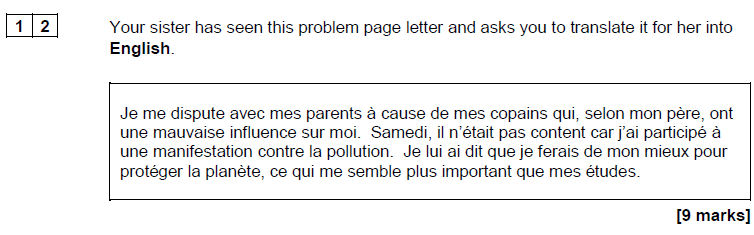 1 2 Your sister has seen this problem page letter and asks you to translate it for her into
English.
Je me dispute avec mes parents à cause de mes copains qui, selon mon père, ont
une mauvaise influence sur moi. Samedi, il n'était pas content car j'ai participé à
une manifestation contre la pollution. Je lui ai dit que je ferais de mon mieux pour
protéger la planète, ce qui me semble plus important que mes études.
[9 marks]